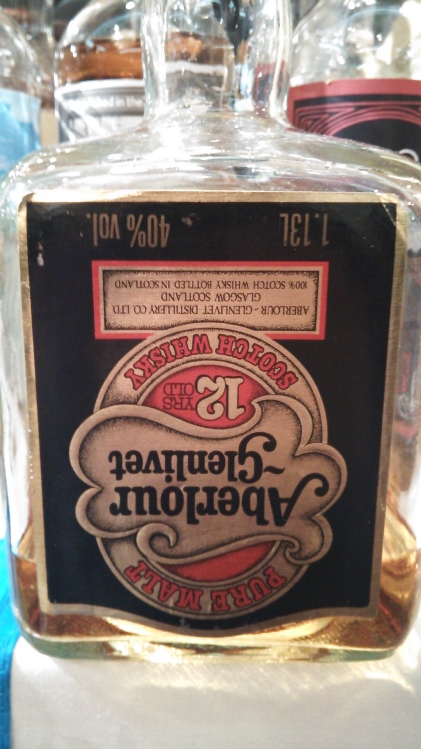 PURE MALT
Aberlour
~Glenlivet
12 YRS OLD
SCOTCH WHISKY
ABERLOUR - GLENLIVET DISTILLERY CO. LTD
GLASGOW SCOTLAND
100% SCOTCH WHISKY BOTTLED IN SCOTLAND
1.13L 40% vol.